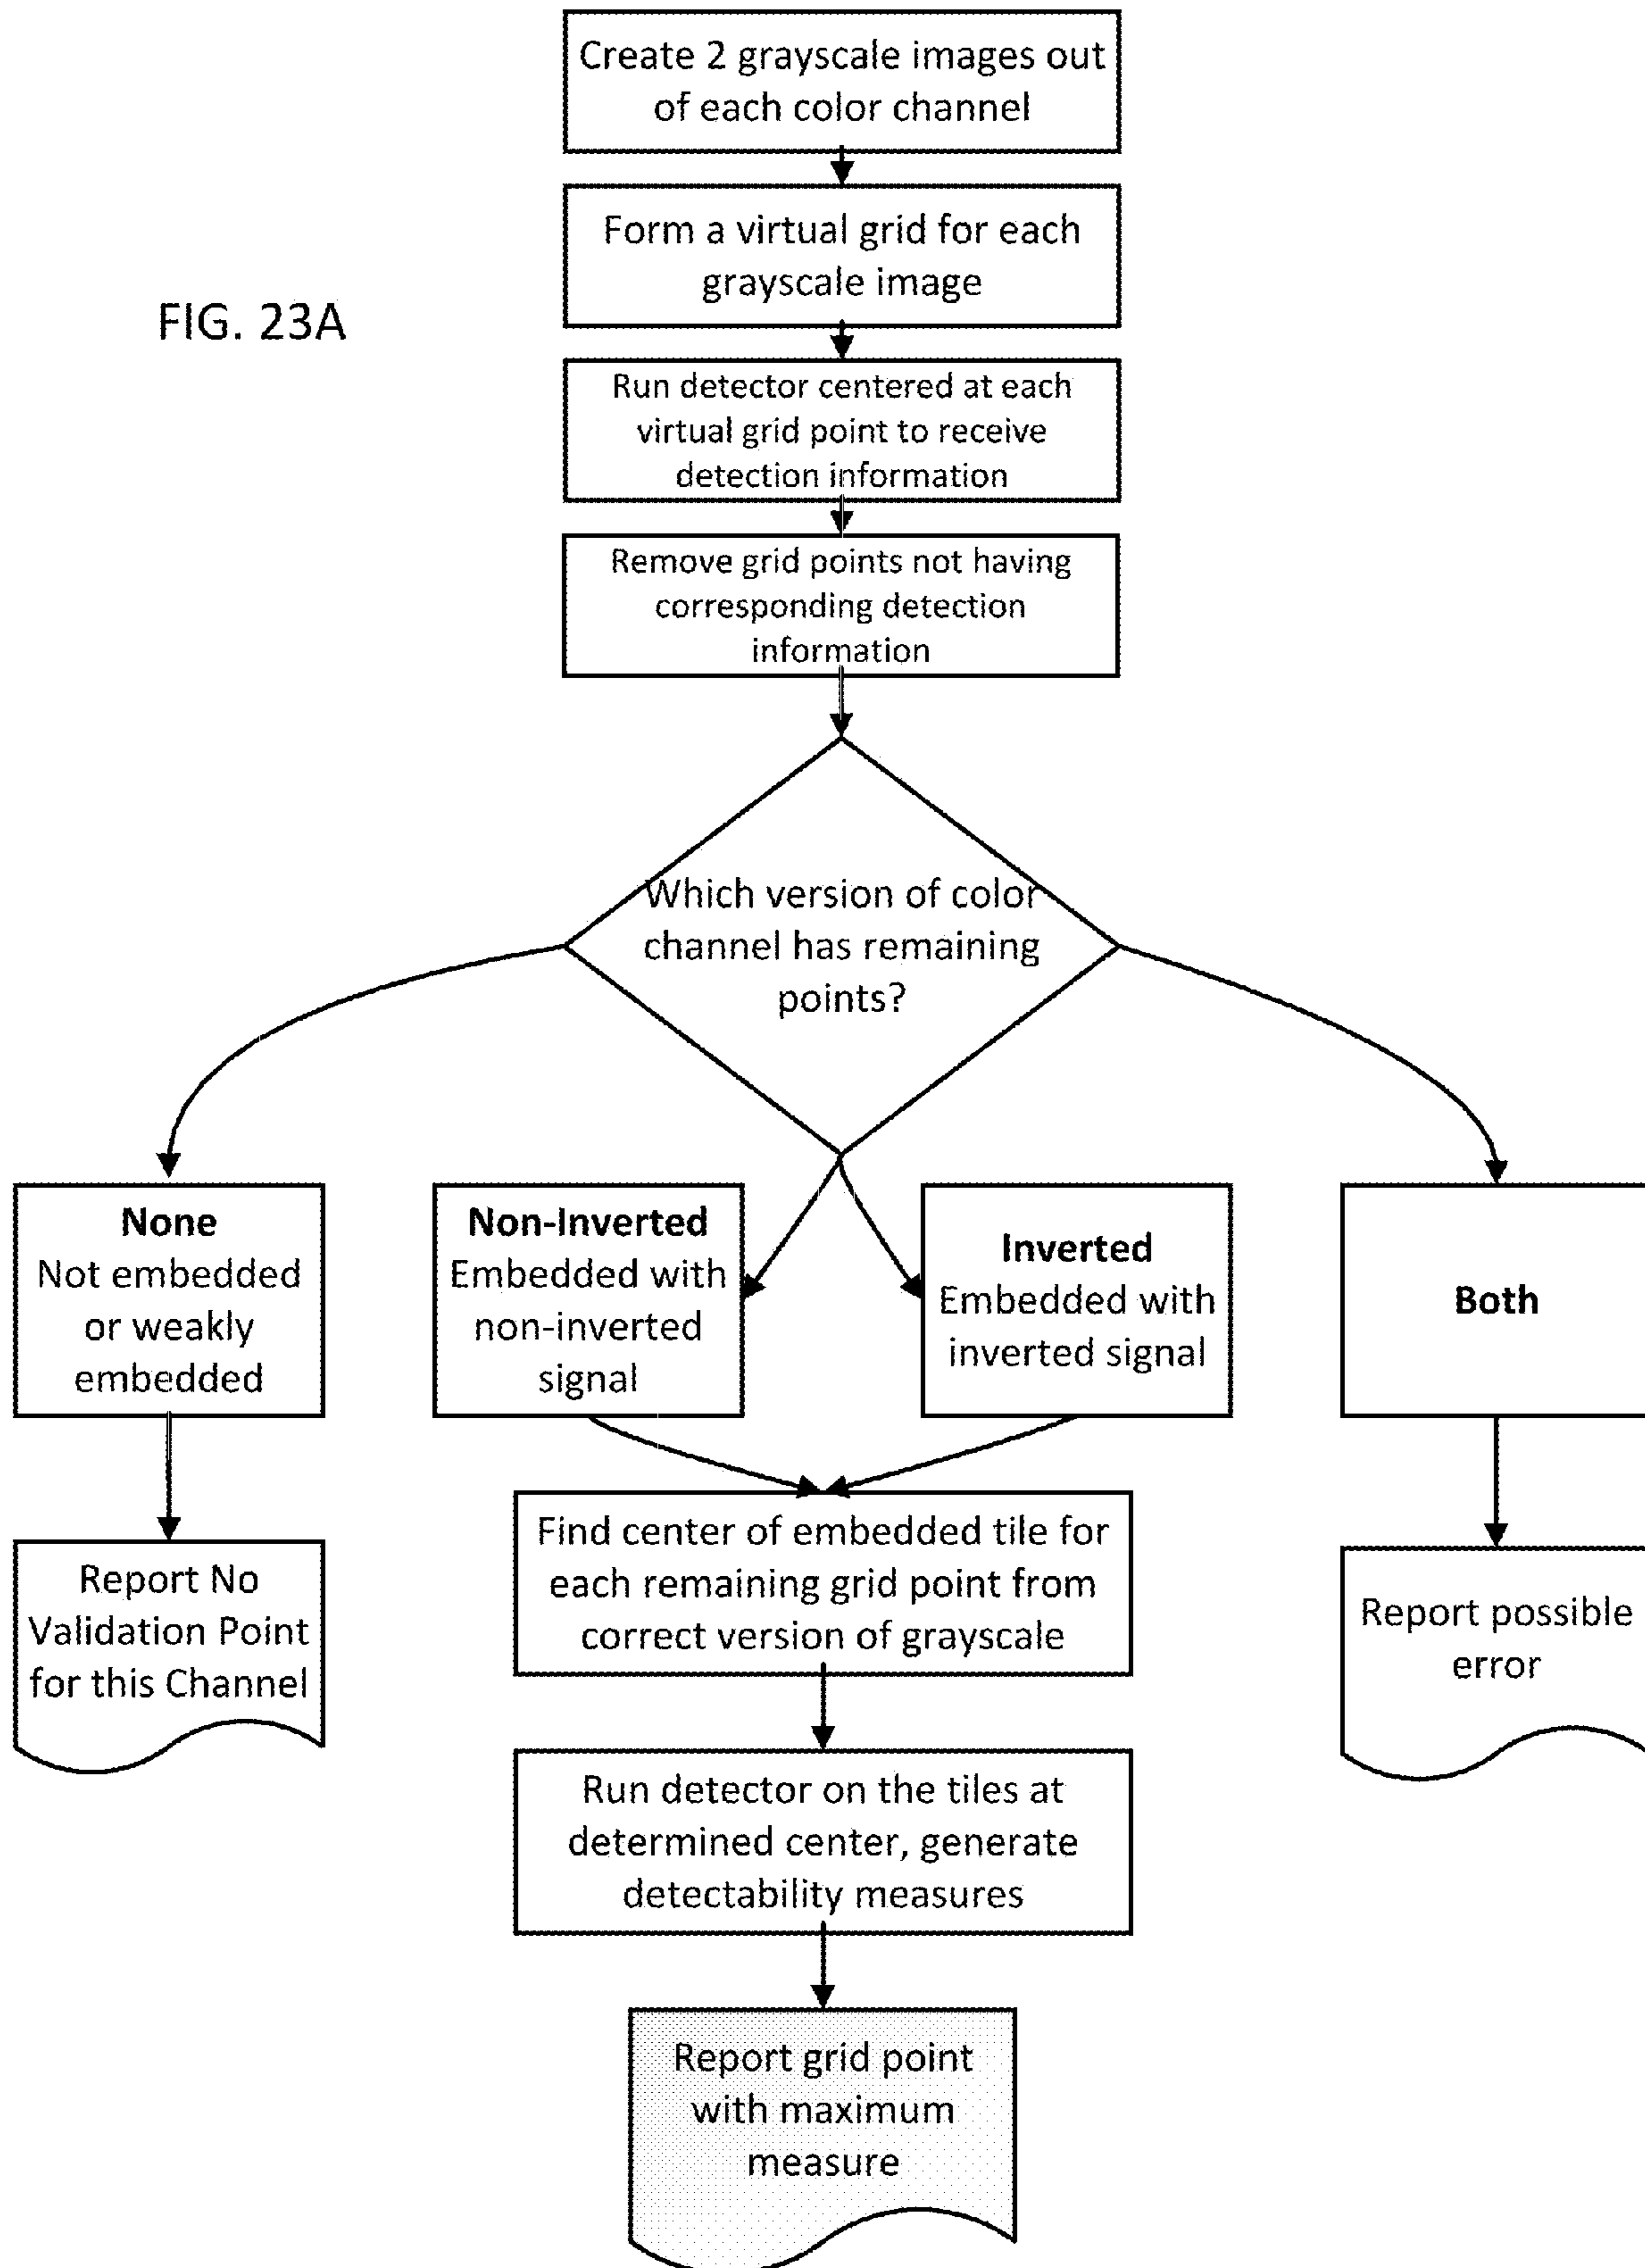 Create 2 grayscale images out
of each color channel
Form a virtual grid for each
grayscale image
FIG. 23A
Run detector centered at each
virtual grid point to receive
detection information
Remove grid points not having
corresponding detection
information
Which version of color
channel has remaining
points?
None
Not embedded
or weakly
embedded
Non-Inverted
Embedded with
non-inverted
signal
Inverted
Embedded with
inverted signal
Both
Report No
Validation Point
for this Channel
Find center of embedded tile for
each remaining grid point from
correct version of grayscale
Report possible
error
Run detector on the tiles at
determined center, generate
detectability measures
Report grid point
with maximum
measure